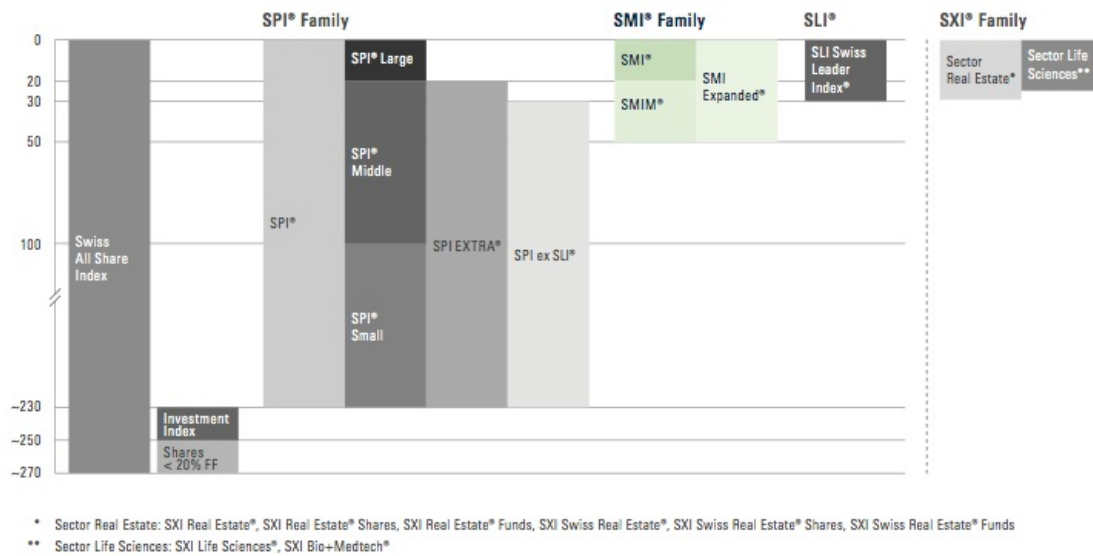 SPI® Family
SMI® Family
SLI®
SXI® Family
0
20
30
50
100
~230
~250
~270
Swiss
All Share
Index
Investment
Index
Shares
< 20% FF
SPI®
SPI® Large
SPI®
Middle
SPI®
Small
SPI EXTRA®
SPI ex SLI®
SMI®
SMIM®
SMI
Expanded®
SLI Swiss
Leader
Index®
Sector
Real Estate*
Sector Life
Sciences**
* Sector Real Estate: SXI Real Estate®, SXI Real Estate® Shares, SXI Real Estate® Funds, SXI Swiss Real Estate®, SXI Swiss Real Estate® Shares, SXI Swiss Real Estate® Funds
** Sector Life Sciences: SXI Life Sciences®, SXI Bio+Medtech®